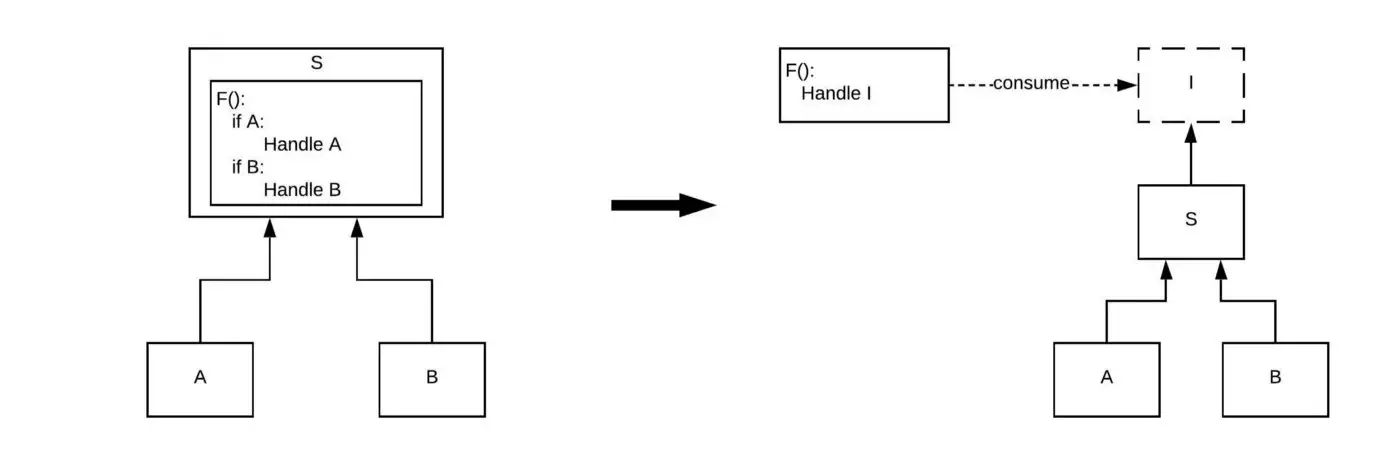 S
F():
if A:
Handle A
if B:
Handle B
A
B
F():
Handle I
consume
I
S
A
B